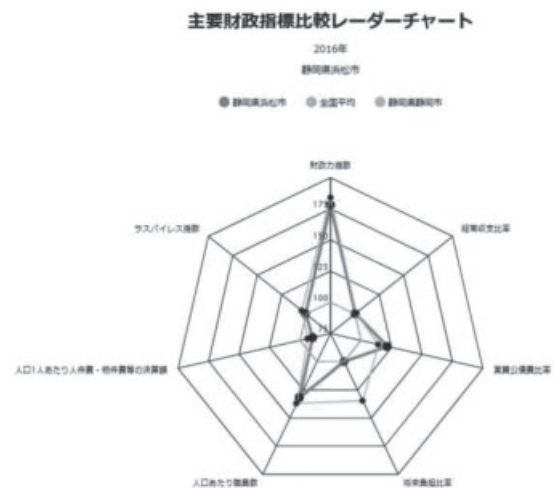 主要財政指標比較レーダーチャート
2016年
静岡県浜松市
静岡県浜松市 全国平均 静岡県静岡市
財政力指数
175
経常収支比率
ラスパイレス指数
150
125
100
75
人口1人あたり人件費・物件費等の決算額
実質公債費比率
人口あたり職員数
将来負担比率